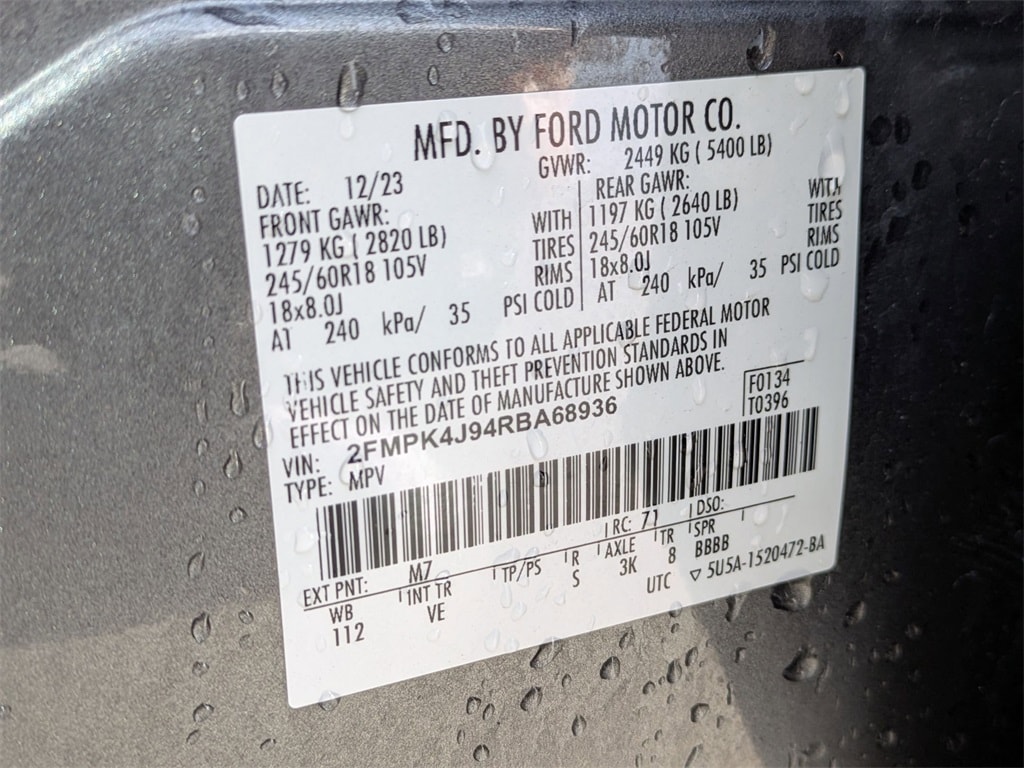 MFD. BY FORD MOTOR CO.
DATE: 12/23
GVWR: 2449 KG ( 5400 LB)
FRONT GAWR:
1279 KG ( 2820 LB) WITH
245/60R18 105V TIRES
18x8.0J RIMS
AT 240 kPa/ 35 PSI COLD
REAR GAWR: WITH
1197 KG ( 2640 LB) TIRES
245/60R18 105V RIMS
18x8.0J PSI COLD
AT 240 kPa/ 35
THIS VEHICLE CONFORMS TO ALL APPLICABLE FEDERAL MOTOR
VEHICLE SAFETY AND THEFT PREVENTION STANDARDS IN
EFFECT ON THE DATE OF MANUFACTURE SHOWN ABOVE.
VIN: 2FMPK4J94RBA68936
TYPE: MPV
F0134
T0396
EXT PNT: M7 RC: 71 DSO:
WB INT TR TP/PS R AXLE TR SPR
112 VE S 3K 8 BBBB
UTC ▽ 5U5A-1520472-BA